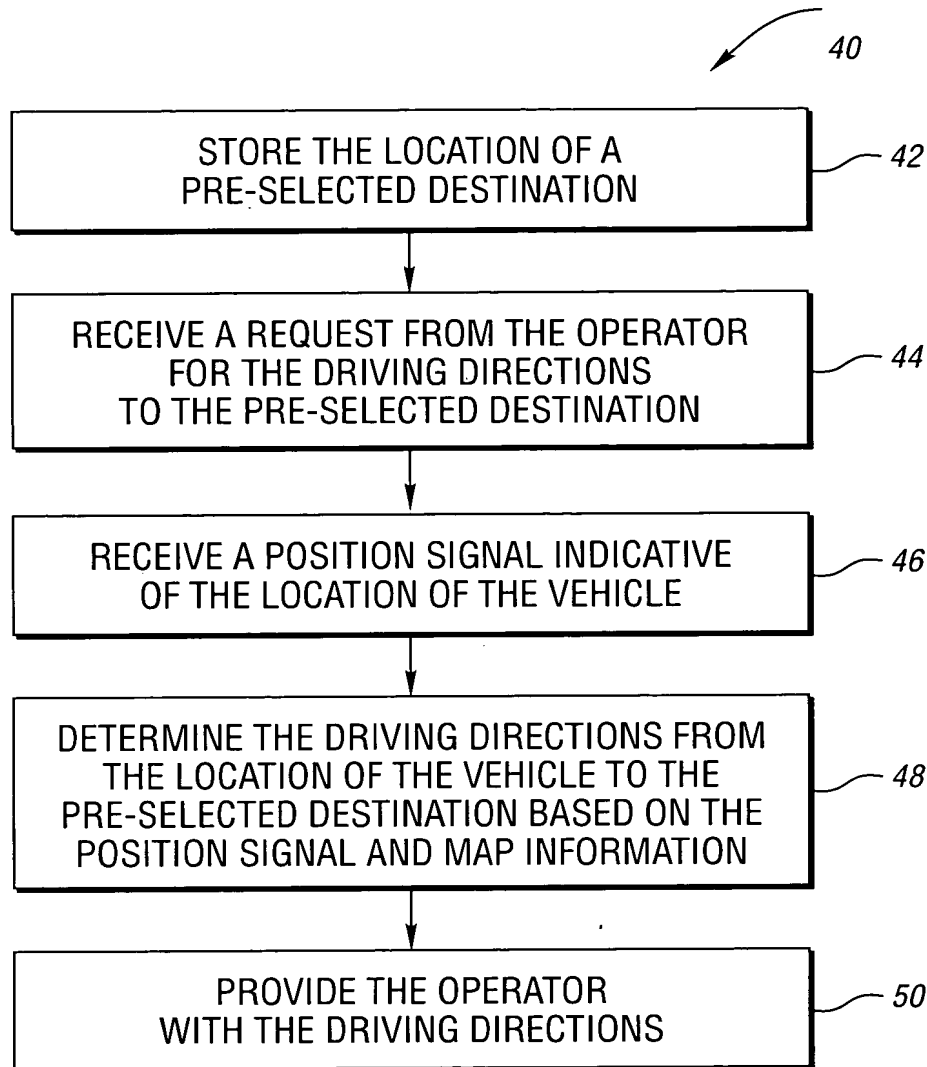 40
STORE THE LOCATION OF A
PRE-SELECTED DESTINATION
42
RECEIVE A REQUEST FROM THE OPERATOR
FOR THE DRIVING DIRECTIONS
TO THE PRE-SELECTED DESTINATION
44
RECEIVE A POSITION SIGNAL INDICATIVE
OF THE LOCATION OF THE VEHICLE
46
DETERMINE THE DRIVING DIRECTIONS FROM
THE LOCATION OF THE VEHICLE TO THE
PRE-SELECTED DESTINATION BASED ON THE
POSITION SIGNAL AND MAP INFORMATION
48
PROVIDE THE OPERATOR
WITH THE DRIVING DIRECTIONS
50